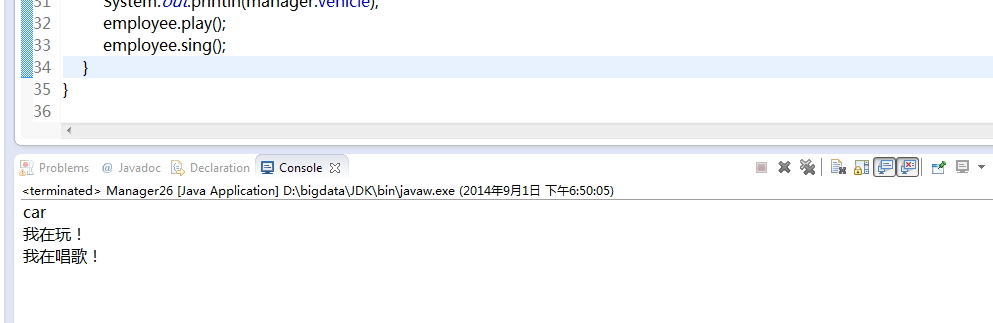 31 System.out.println(manager.vehicle);
32 employee.play();
33 employee.sing();
34 }
35 }
36
Problems @ Javadoc Declaration Console
<terminated> Manager26 [Java Application] D:\bigdata\JDK\bin\javaw.exe (2014年9月1日 下午6:50:05)
car
我在玩！
我在唱歌！